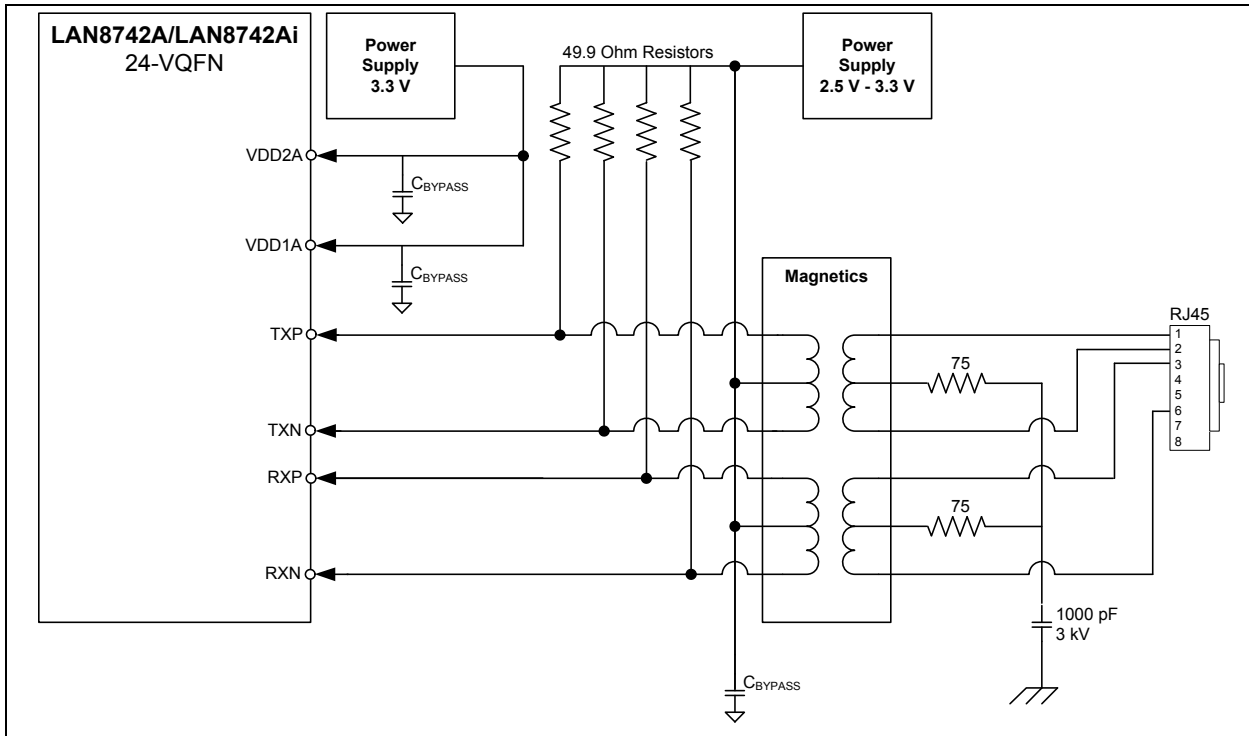 LAN8742A/LAN8742Ai
24-VQFN
Power
Supply
3.3 V
49.9 Ohm Resistors
Power
Supply
2.5 V - 3.3 V
VDD2A
CBYPASS
VDD1A
CBYPASS
Magnetics
TXP
RJ45
1
2
3
4
5
6
7
8
75
TXN
RXP
75
RXN
1000 pF
3 kV
CBYPASS